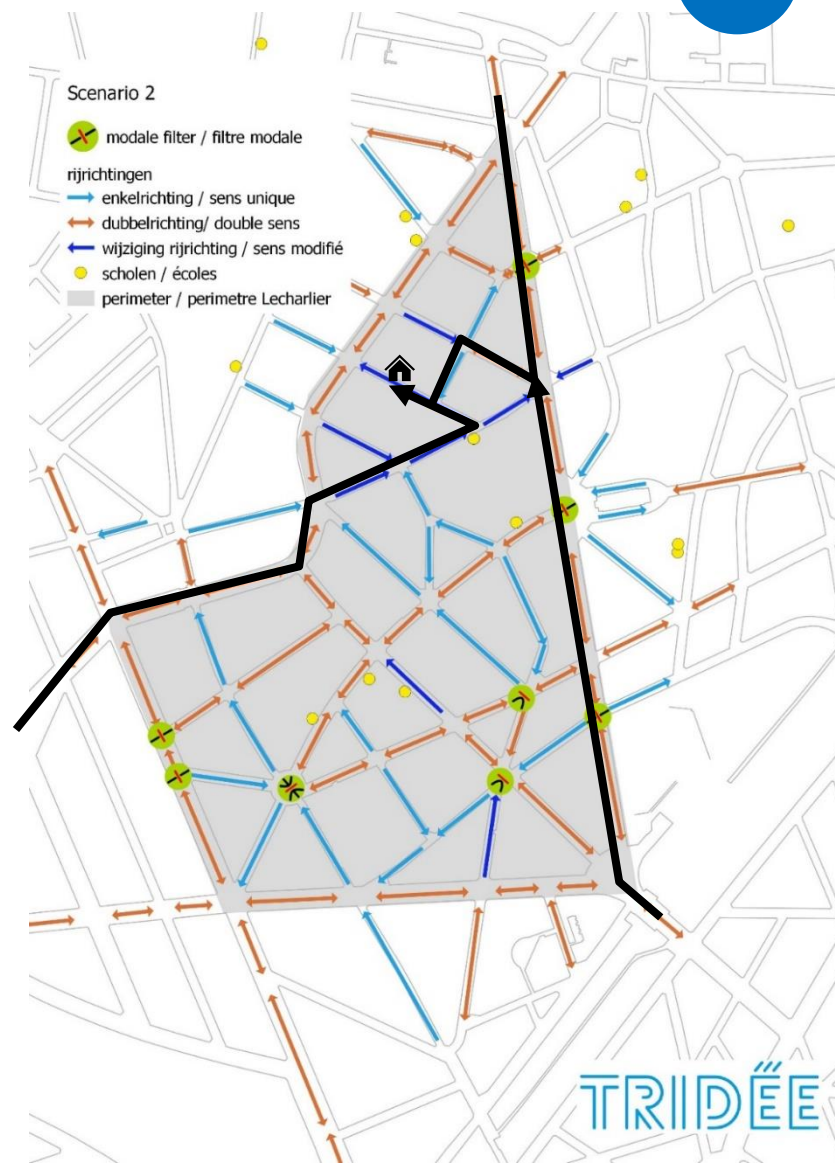 Scenario 2
modale filter / filtre modale
rijrichtingen
enkelrichting / sens unique
dubbelrichting/ double sens
wijziging rijrichting / sens modifié
scholen / écoles
perimeter / perimetre Lecharlier
TRIDËE